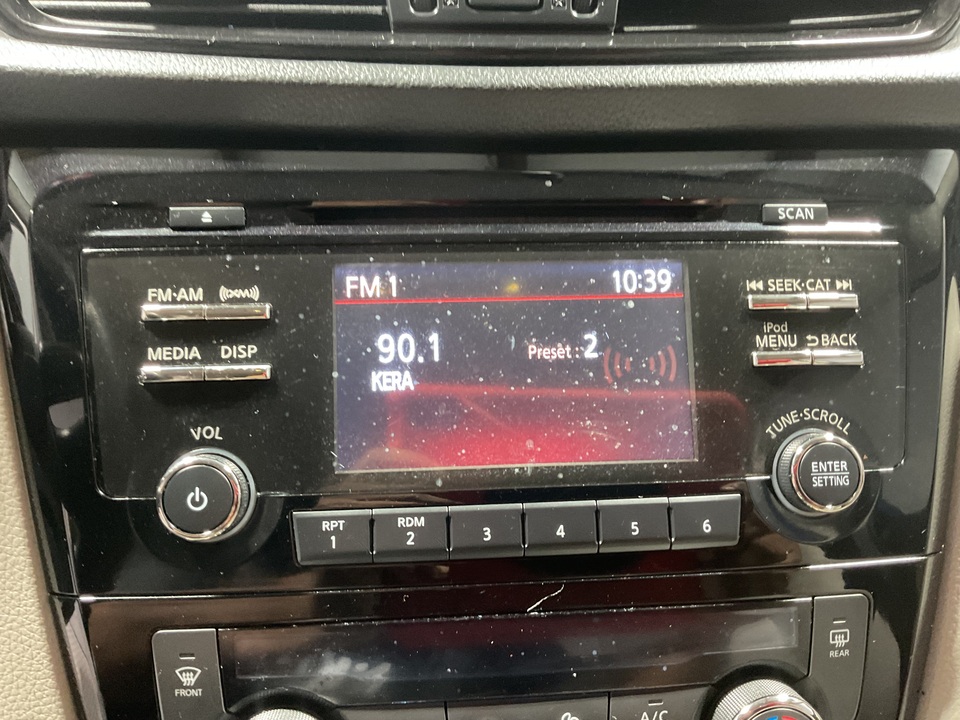 SCAN
FM·AM ((XM))
SEEK·CAT
MEDIA DISP
iPod
MENU BACK
VOL
TUNE·SCROLL
FM 1 10:39
90.1 Preset : 2
KERA
ENTER
SETTING
RPT
1
RDM
2
3
4
5
6
FRONT
A/C
REAR